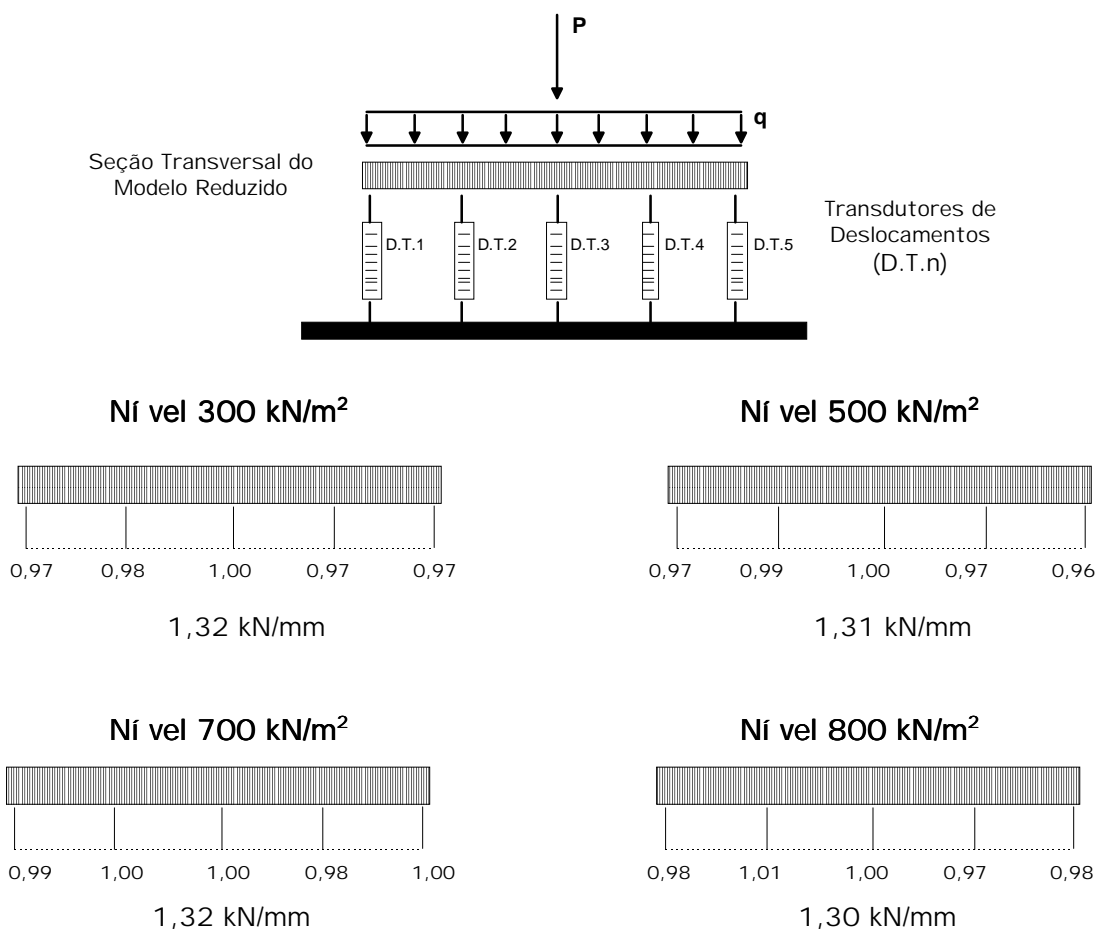 P
q
Seção Transversal do
Modelo Reduzido
Transdutores de
Deslocamentos
(D.T.n)
D.T.1 D.T.2 D.T.3 D.T.4 D.T.5
Ní vel 300 kN/m²
0,97 0,98 1,00 0,97 0,97
1,32 kN/mm
Ní vel 500 kN/m²
0,97 0,99 1,00 0,97 0,96
1,31 kN/mm
Ní vel 700 kN/m²
0,99 1,00 1,00 0,98 1,00
1,32 kN/mm
Ní vel 800 kN/m²
0,98 1,01 1,00 0,97 0,98
1,30 kN/mm